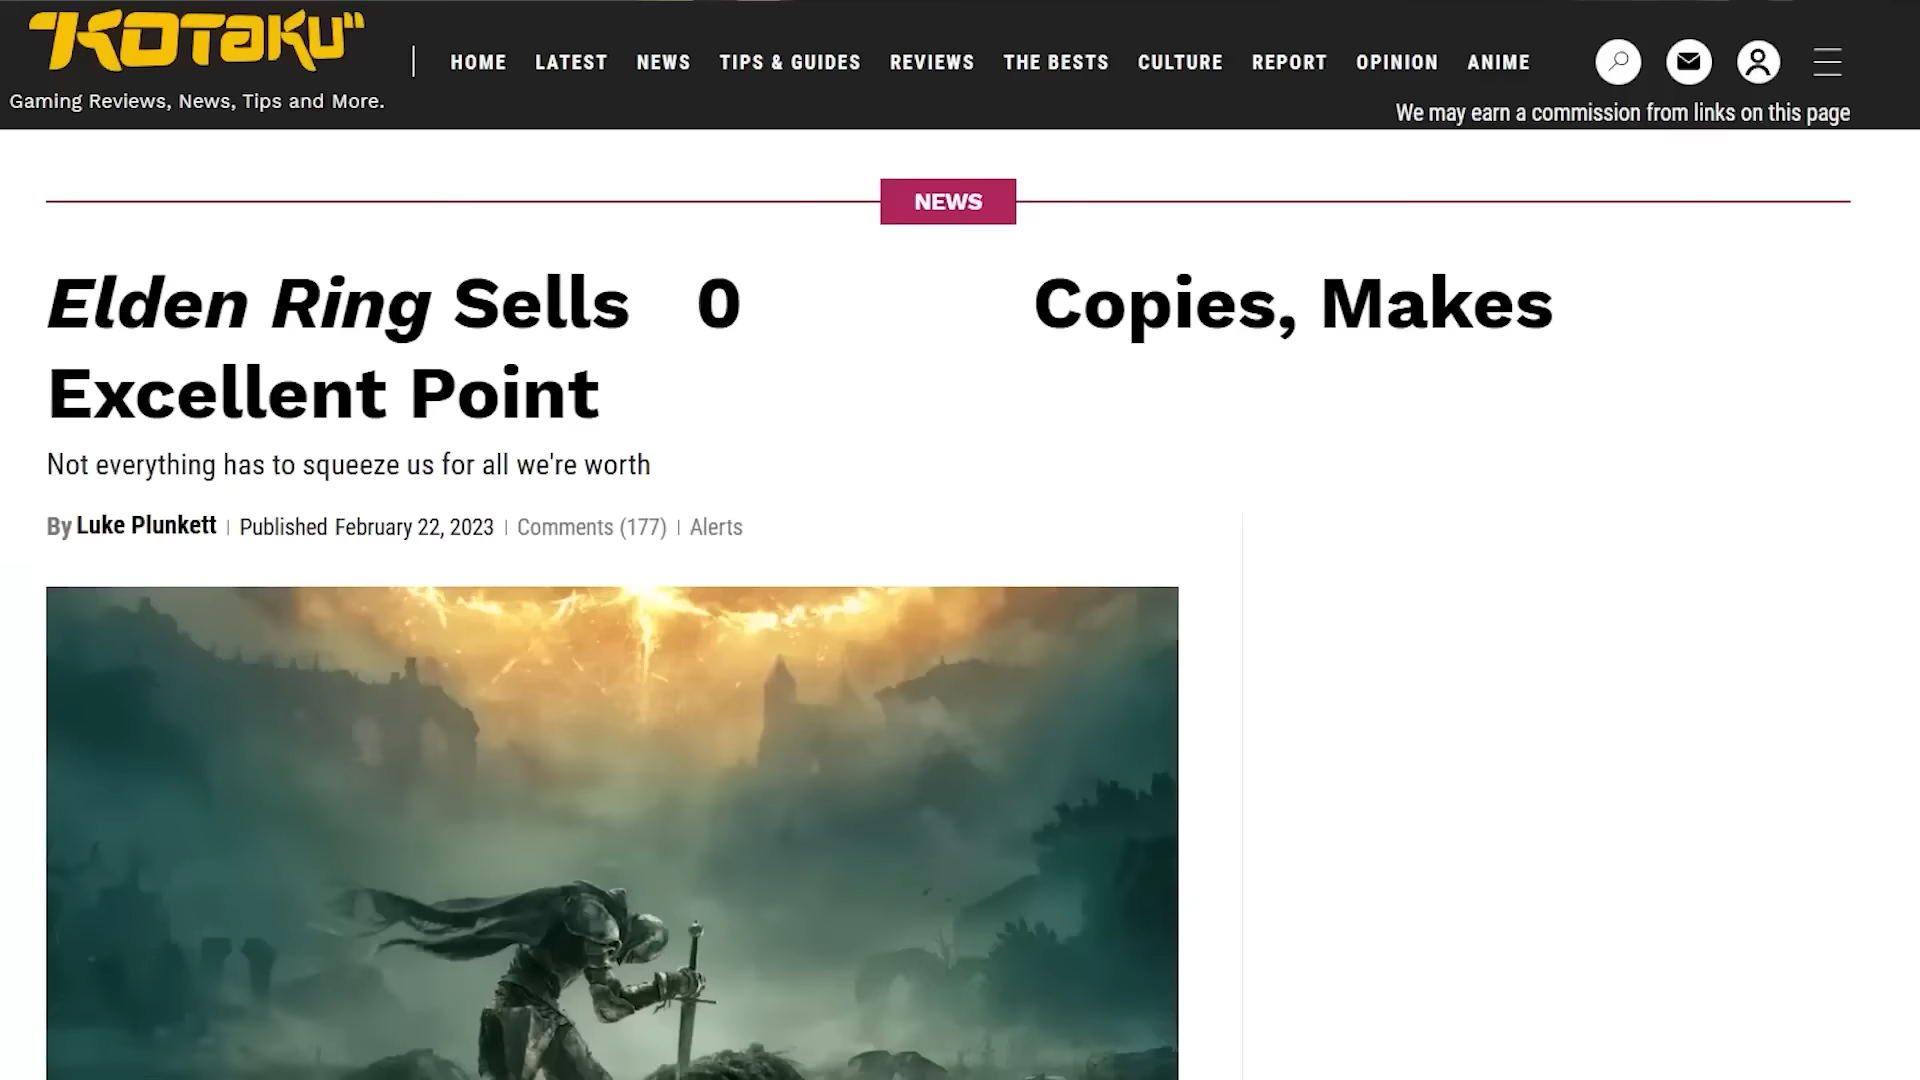 KOTAKU
Gaming Reviews, News, Tips and More.
HOME LATEST NEWS TIPS & GUIDES REVIEWS THE BESTS CULTURE REPORT OPINION ANIME
We may earn a commission from links on this page
NEWS
Elden Ring Sells 0 Copies, Makes
Excellent Point
Not everything has to squeeze us for all we're worth
By Luke Plunkett | Published February 22, 2023 | Comments (177) | Alerts